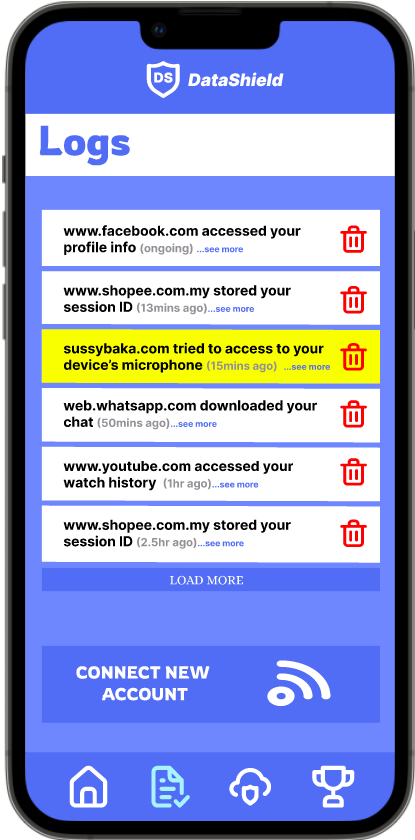 DS DataShield
Logs
www.facebook.com accessed your
profile info (ongoing) ...see more
www.shopee.com.my stored your
session ID (13mins ago)...see more
sussybaka.com tried to access to your
device's microphone (15mins ago) ...see more
web.whatsapp.com downloaded your
chat (50mins ago)...see more
www.youtube.com accessed your
watch history (1hr ago)...see more
www.shopee.com.my stored your
session ID (2.5hr ago)...see more
LOAD MORE
CONNECT NEW
ACCOUNT